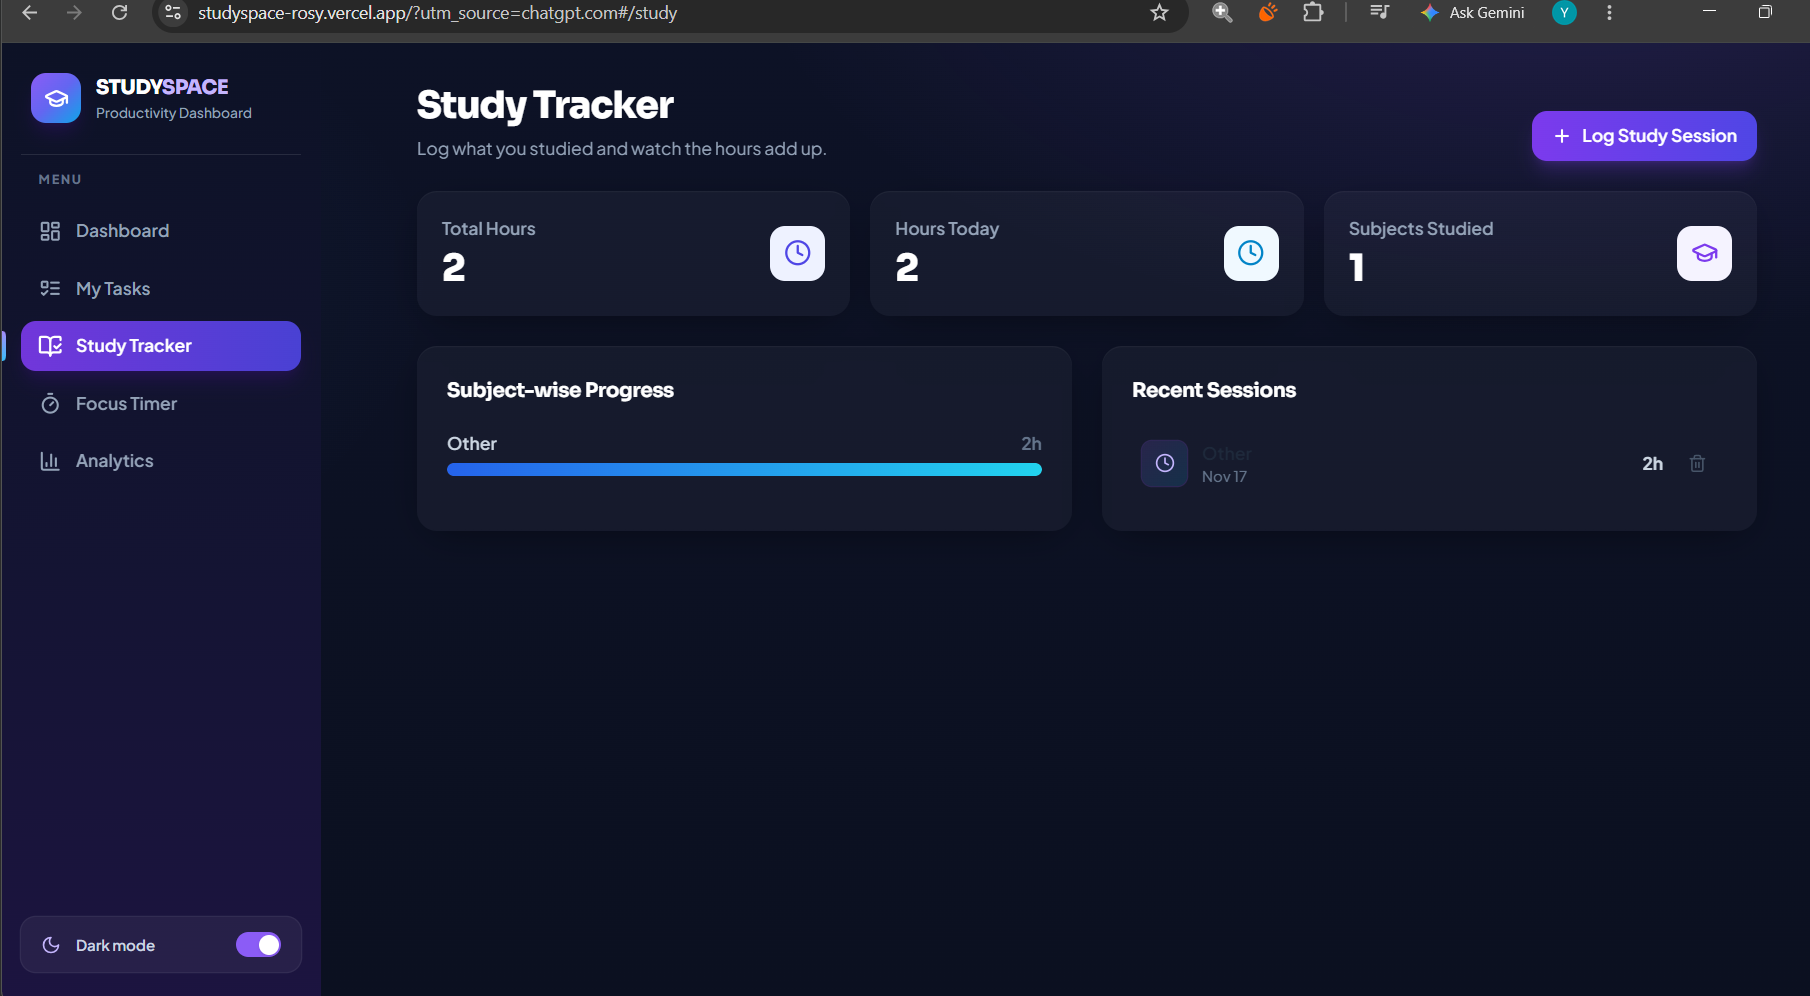 studyspace-rosy.vercel.app/?utm_source=chatgpt.com#/study
Ask Gemini
Y
STUDYSPACE
Productivity Dashboard
MENU
Dashboard
My Tasks
Study Tracker
Focus Timer
Analytics
Dark mode
Study Tracker
Log what you studied and watch the hours add up.
+ Log Study Session
Total Hours
2
Hours Today
2
Subjects Studied
1
Subject-wise Progress
Other 2h
Recent Sessions
Other
Nov 17
2h